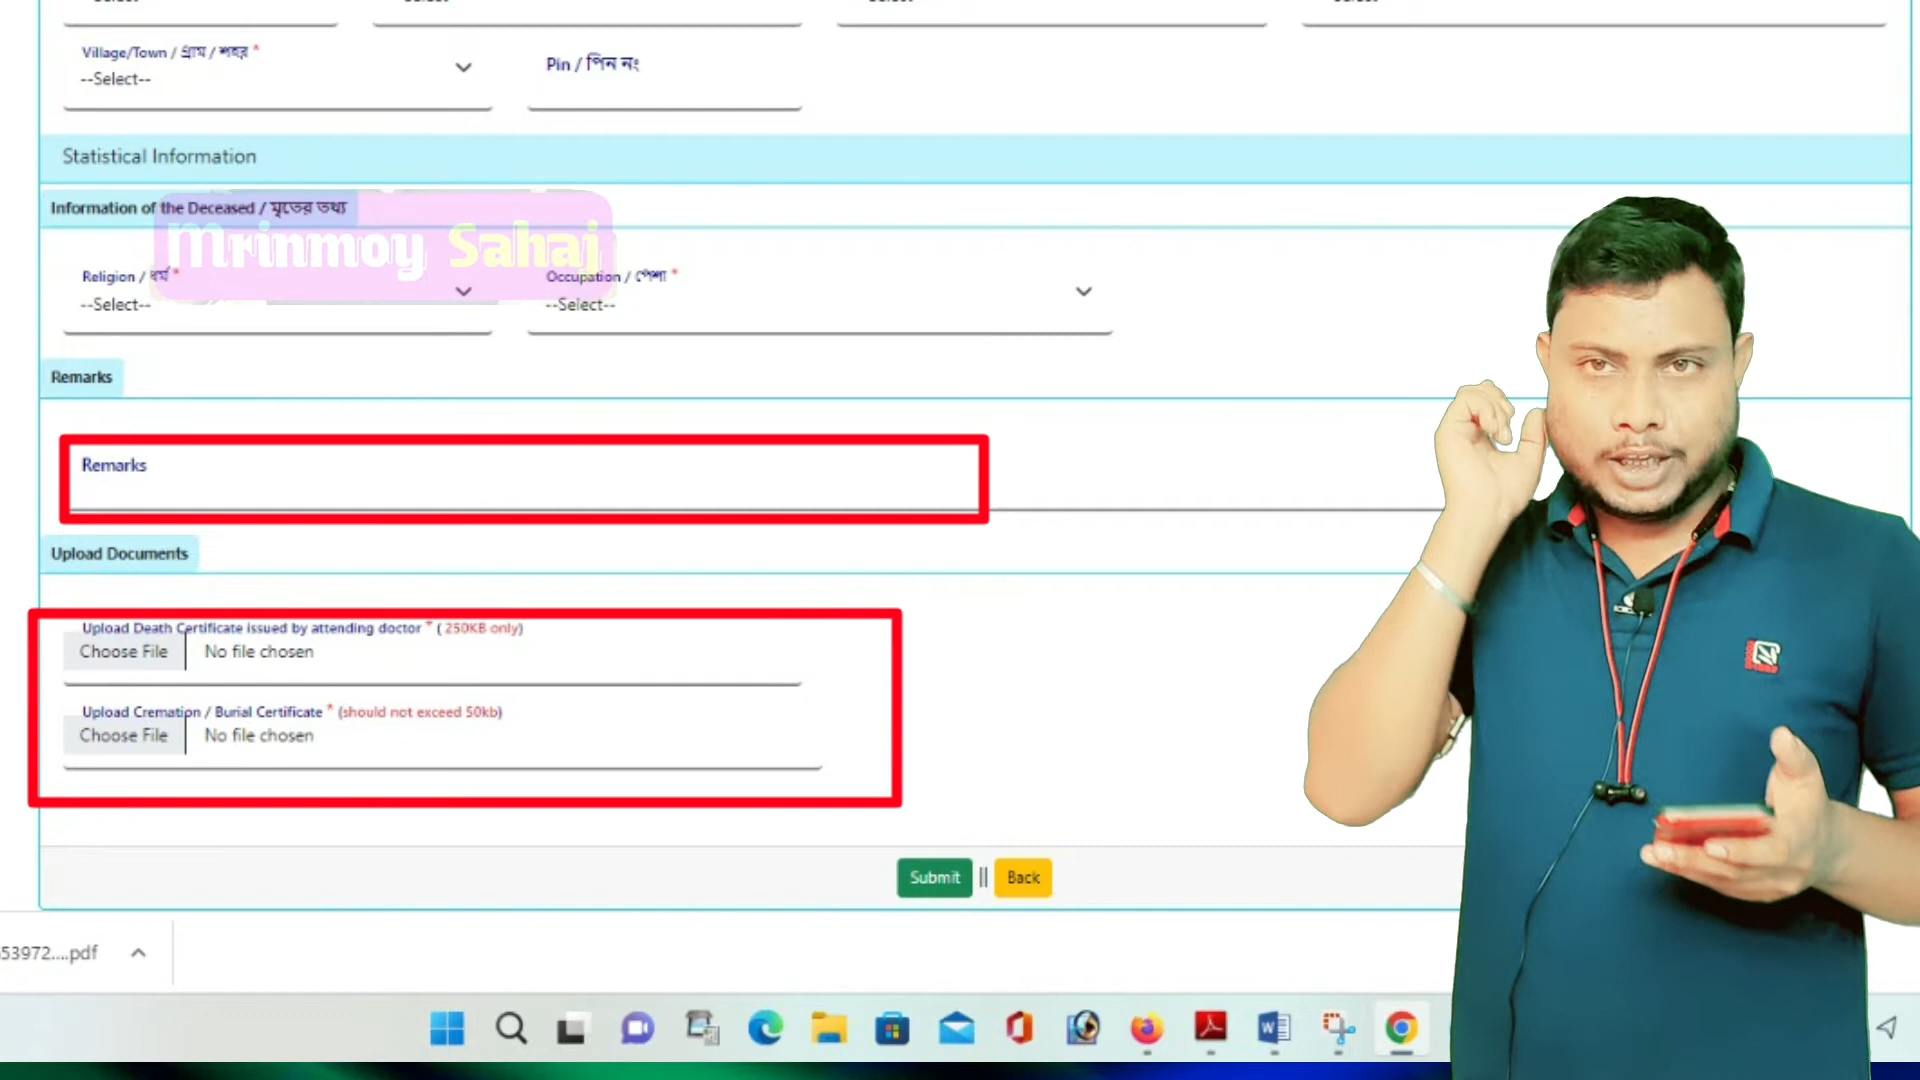 Village/Town / গ্রাম / শহর *
--Select--
Pin / পিন নং
Statistical Information
Information of the Deceased / মৃতের তথ্য
Mrinmoy Sahaj
Religion / ধর্ম *
--Select--
Occupation / পেশা *
--Select--
Remarks
Remarks
Upload Documents
Upload Death Certificate issued by attending doctor * ( 250KB only)
Choose File No file chosen
Upload Cremation / Burial Certificate * (should not exceed 50kb)
Choose File No file chosen
Submit || Back
53972....pdf